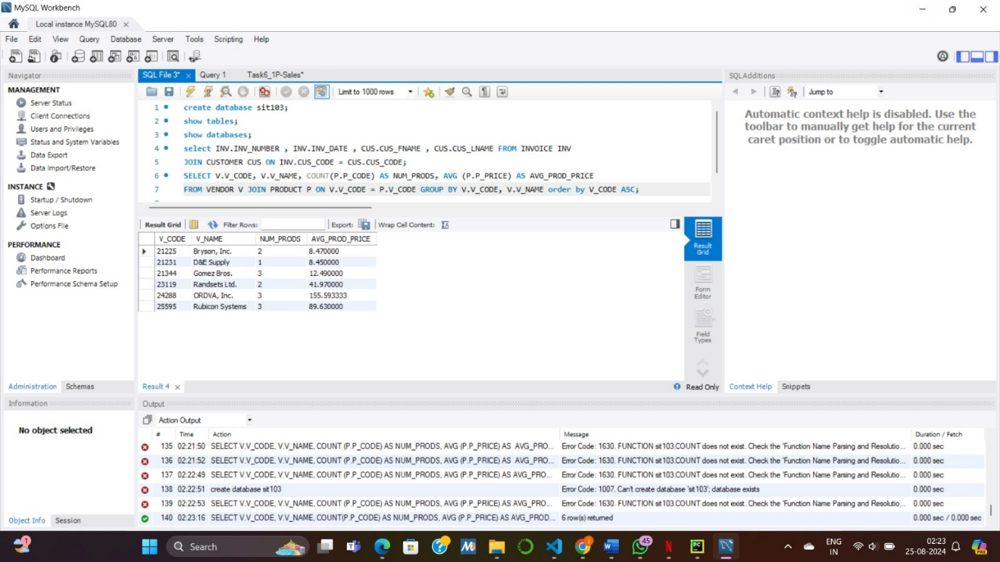 MySQL Workbench
Local instance MySQL80
File Edit View Query Database Server Tools Scripting Help
Navigator
MANAGEMENT
Server Status
Client Connections
Users and Privileges
Status and System Variables
Data Export
Data Import/Restore
INSTANCE
Startup / Shutdown
Server Logs
Options File
PERFORMANCE
Dashboard
Performance Reports
Performance Schema Setup
Administration Schemas
Information
No object selected
Object Info Session
SQL File 3* Query 1 Task6_1P-Sales*
Limit to 1000 rows
1 create database sit103;
2 show tables;
3 show databases;
4 select INV.INV_NUMBER , INV.INV_DATE , CUS.CUS_FNAME , CUS.CUS_LNAME FROM INVOICE INV
5 JOIN CUSTOMER CUS ON INV.CUS_CODE = CUS.CUS_CODE;
6 SELECT V.V_CODE, V.V_NAME, COUNT(P.P_CODE) AS NUM_PRODS, AVG (P.P_PRICE) AS AVG_PROD_PRICE
7 FROM VENDOR V JOIN PRODUCT P ON V.V_CODE = P.V_CODE GROUP BY V.V_CODE, V.V_NAME order by V_CODE ASC;
Result Grid Filter Rows: Export: Wrap Cell Content:
V_CODE V_NAME NUM_PRODS AVG_PROD_PRICE
21225 Bryson, Inc. 2 8.470000
21231 D&E Supply 1 8.450000
21344 Gomez Bros. 3 12.490000
23119 Randsets Ltd. 2 41.970000
24288 ORDVA, Inc. 3 155.593333
25595 Rubicon Systems 3 89.630000
Result
Grid
Form
Editor
Field
Types
Result 4 Read Only
SQLAdditions
Jump to
Automatic context help is disabled. Use the
toolbar to manually get help for the current
caret position or to toggle automatic help.
Context Help Snippets
Output
Action Output
# Time Action Message Duration / Fetch
135 02:21:50 SELECT V.V_CODE, V.V_NAME, COUNT (P.P_CODE) AS NUM_PRODS, AVG (P.P_PRICE) AS AVG_PRO... Error Code: 1630. FUNCTION sit103.COUNT does not exist. Check the 'Function Name Parsing and Resolutio... 0.000 sec
136 02:21:52 SELECT V.V_CODE, V.V_NAME, COUNT (P.P_CODE) AS NUM_PRODS, AVG (P.P_PRICE) AS AVG_PRO... Error Code: 1630. FUNCTION sit103.COUNT does not exist. Check the 'Function Name Parsing and Resolutio... 0.000 sec
137 02:22:49 SELECT V.V_CODE, V.V_NAME, COUNT (P.P_CODE) AS NUM_PRODS, AVG (P.P_PRICE) AS AVG_PRO... Error Code: 1630. FUNCTION sit103.COUNT does not exist. Check the 'Function Name Parsing and Resolutio... 0.000 sec
138 02:22:51 create database sit103 Error Code: 1007. Can't create database 'sit103'; database exists 0.000 sec
139 02:22:53 SELECT V.V_CODE, V.V_NAME, COUNT (P.P_CODE) AS NUM_PRODS, AVG (P.P_PRICE) AS AVG_PRO... Error Code: 1630. FUNCTION sit103.COUNT does not exist. Check the 'Function Name Parsing and Resolutio... 0.000 sec
140 02:23:16 SELECT V.V_CODE, V.V_NAME, COUNT(P.P_CODE) AS NUM_PRODS, AVG (P.P_PRICE) AS AVG_PROD... 6 row(s) returned 0.000 sec / 0.000 sec
1
Search
45
ENG
IN
02:23
25-08-2024